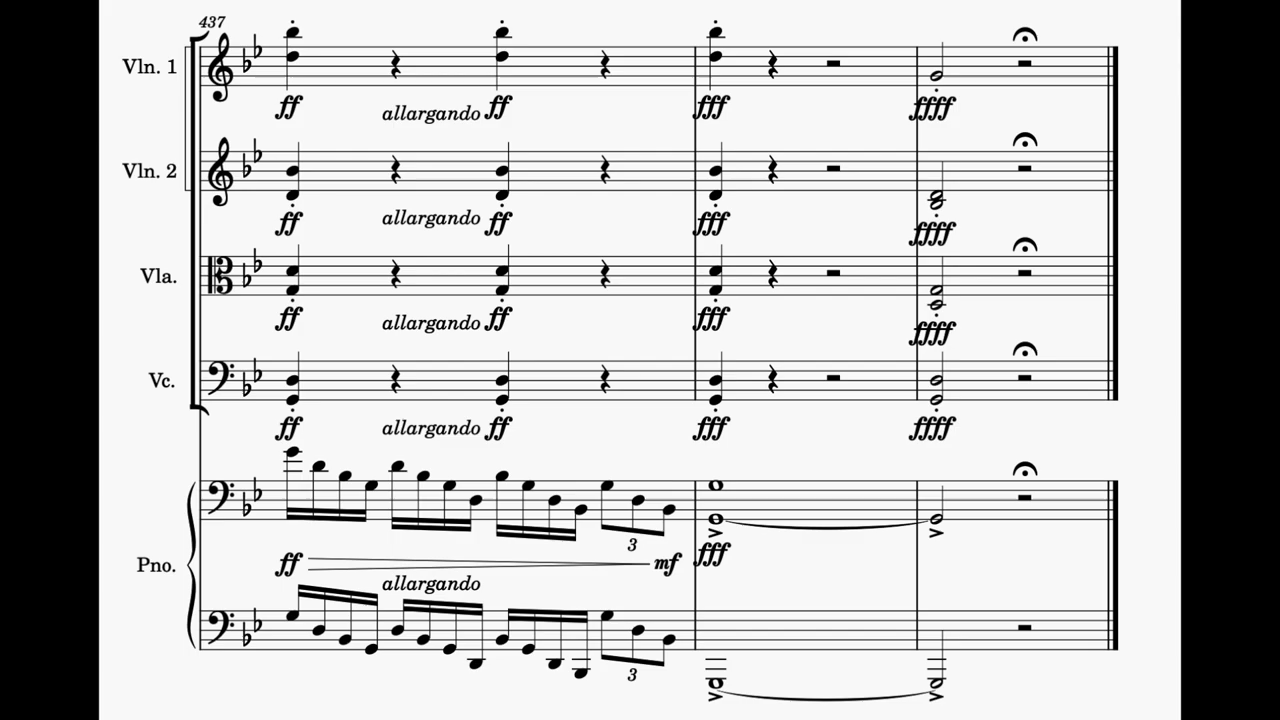 437
Vln. 1
ff allargando ff fff ffff
Vln. 2
ff allargando ff fff ffff
Vla.
ff allargando ff fff ffff
Vc.
ff allargando ff fff ffff
3
Pno.
ff mf fff
allargando
3